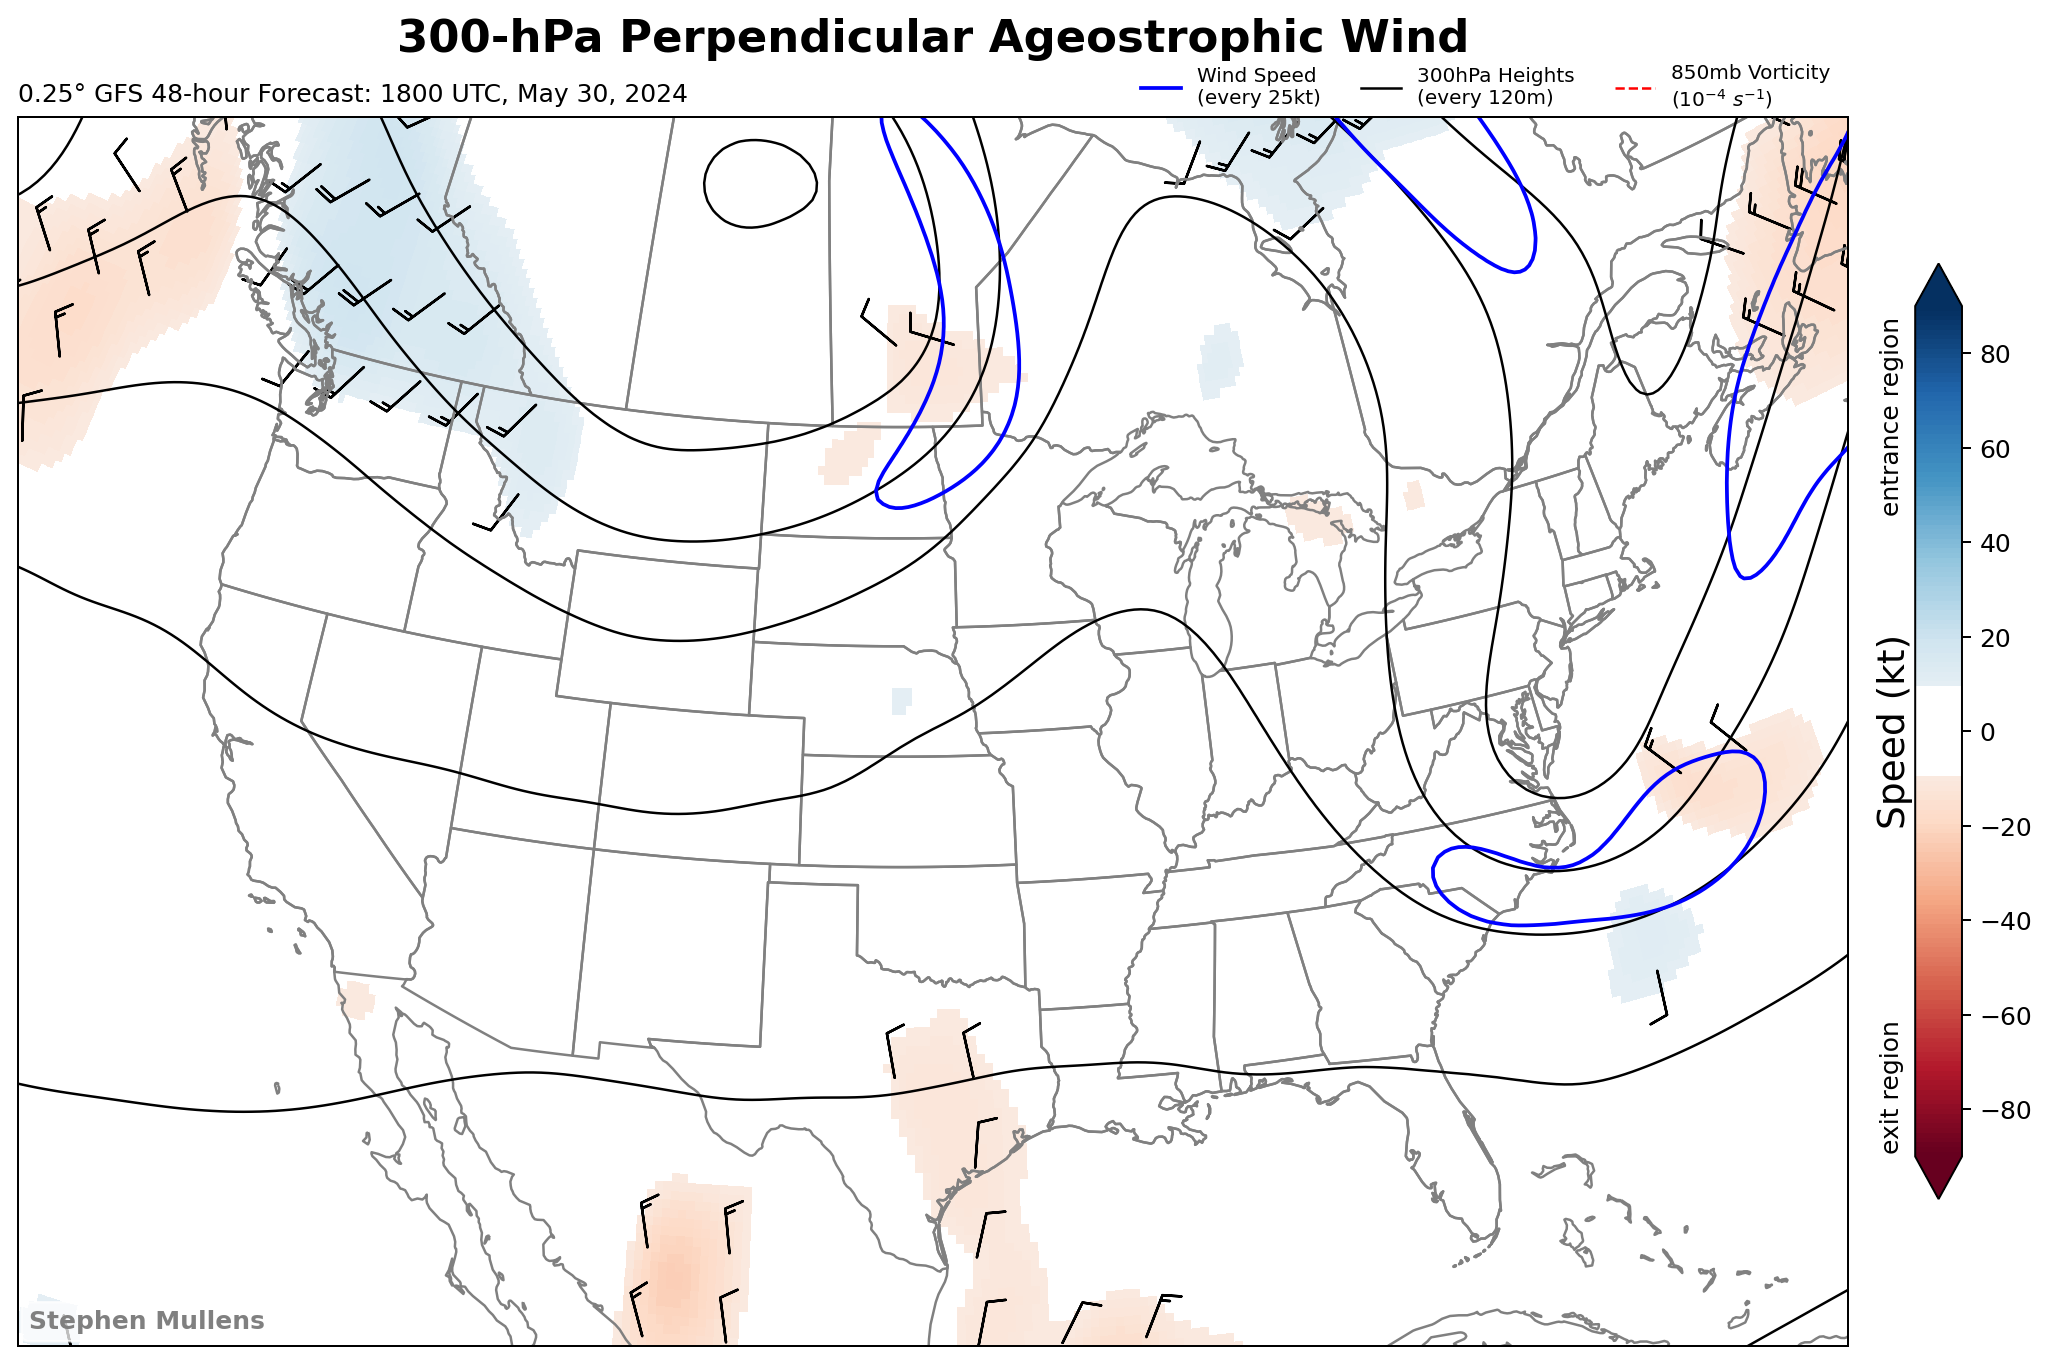 300-hPa Perpendicular Ageostrophic Wind
0.25° GFS 48-hour Forecast: 1800 UTC, May 30, 2024
Wind Speed
(every 25kt)
300hPa Heights
(every 120m)
850mb Vorticity
(10⁻⁴ s⁻¹)
entrance region
Speed (kt)
exit region
80
60
40
20
0
−20
−40
−60
−80
Stephen Mullens